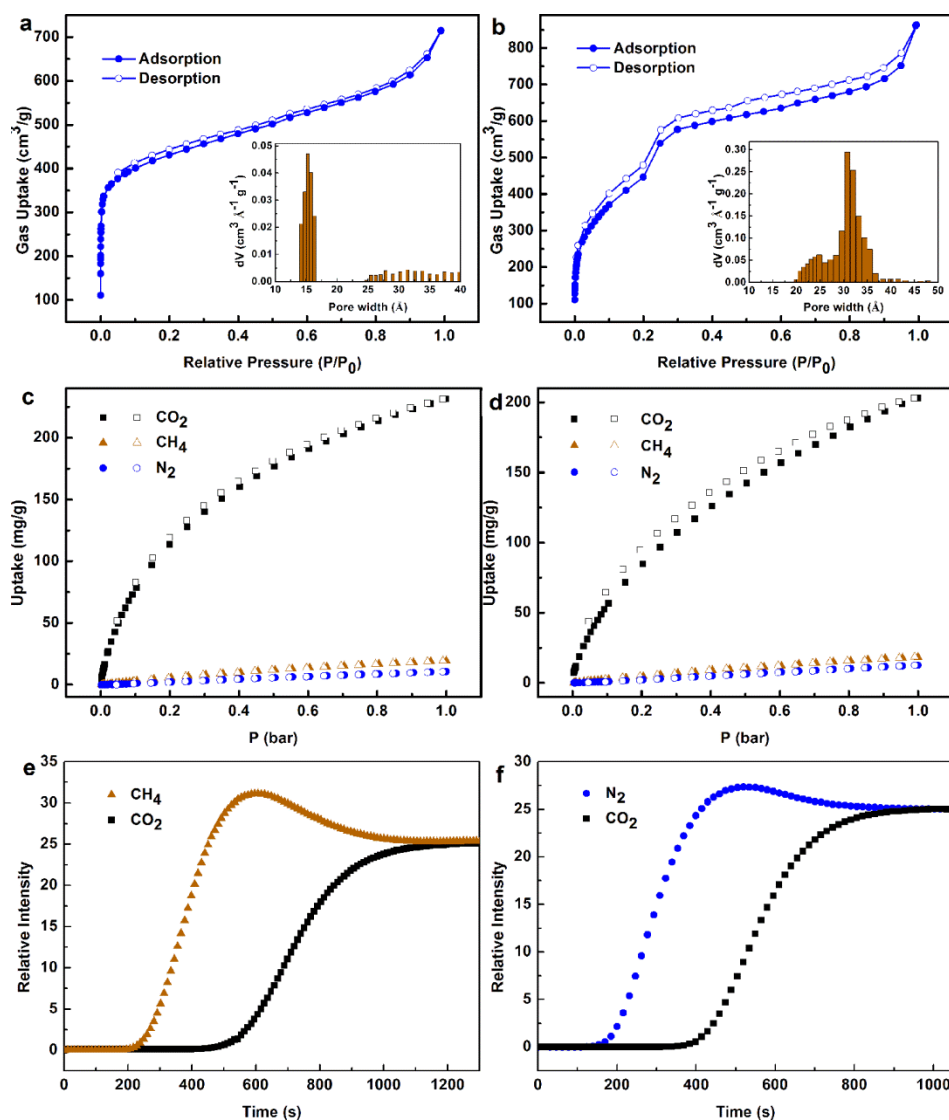 a
Adsorption
Desorption
Gas Uptake (cm³/g)
700
600
500
400
300
200
100
0.0 0.2 0.4 0.6 0.8 1.0
Relative Pressure (P/P₀)
dV (cm³ Å⁻¹ g⁻¹)
0.05
0.04
0.03
0.02
0.01
0.00
10 15 20 25 30 35 40
Pore width (Å)
b
Adsorption
Desorption
Gas Uptake (cm³/g)
800
700
600
500
400
300
200
100
0.0 0.2 0.4 0.6 0.8 1.0
Relative Pressure (P/P₀)
dV (cm³ Å⁻¹ g⁻¹)
0.30
0.20
0.10
0.00
10 15 20 25 30 35 40 45 50
Pore width (Å)
c
CO₂
CH₄
N₂
Uptake (mg/g)
200
150
100
50
0
0.0 0.2 0.4 0.6 0.8 1.0
P (bar)
d
CO₂
CH₄
N₂
Uptake (mg/g)
200
150
100
50
0
0.0 0.2 0.4 0.6 0.8 1.0
P (bar)
e
CH₄
CO₂
Relative Intensity
35
30
25
20
15
10
5
0
0 200 400 600 800 1000 1200
Time (s)
f
N₂
CO₂
Relative Intensity
30
25
20
15
10
5
0
0 200 400 600 800 1000
Time (s)